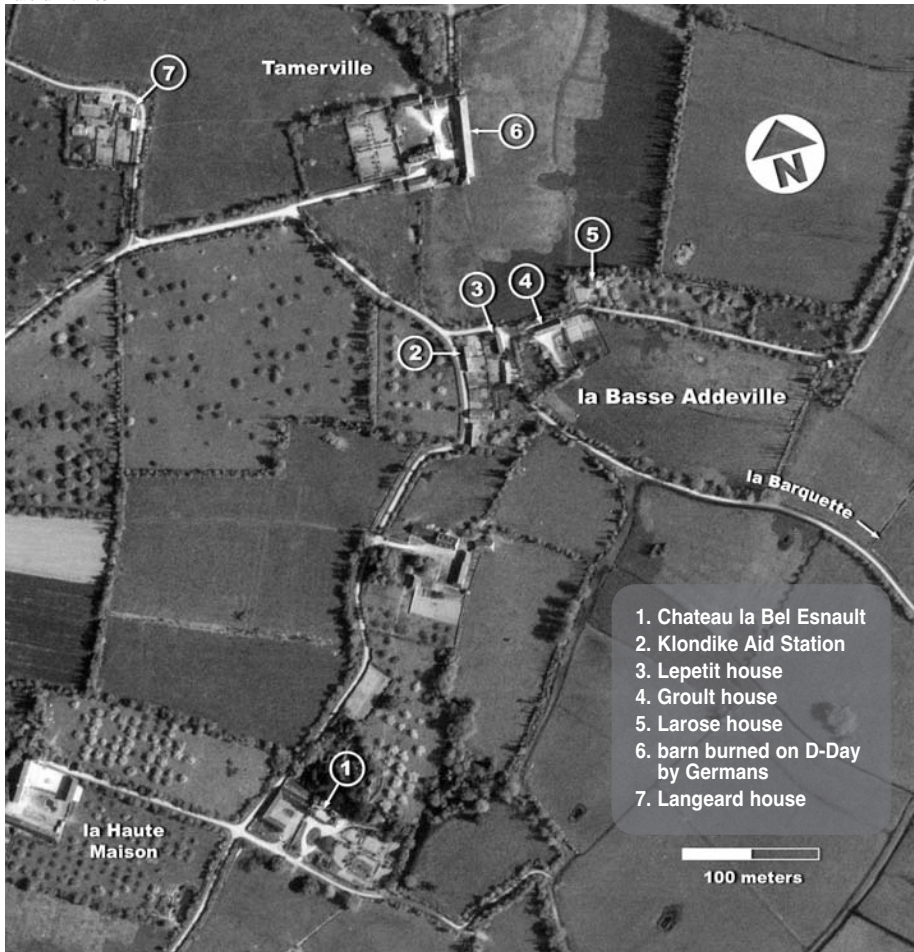 7
Tamerville
6
N
5
4
3
2
la Basse Addeville
la Barquette
1. Chateau la Bel Esnault
2. Klondike Aid Station
3. Lepetit house
4. Groult house
5. Larose house
6. barn burned on D-Day
by Germans
7. Langeard house
1
la Haute
Maison
100 meters